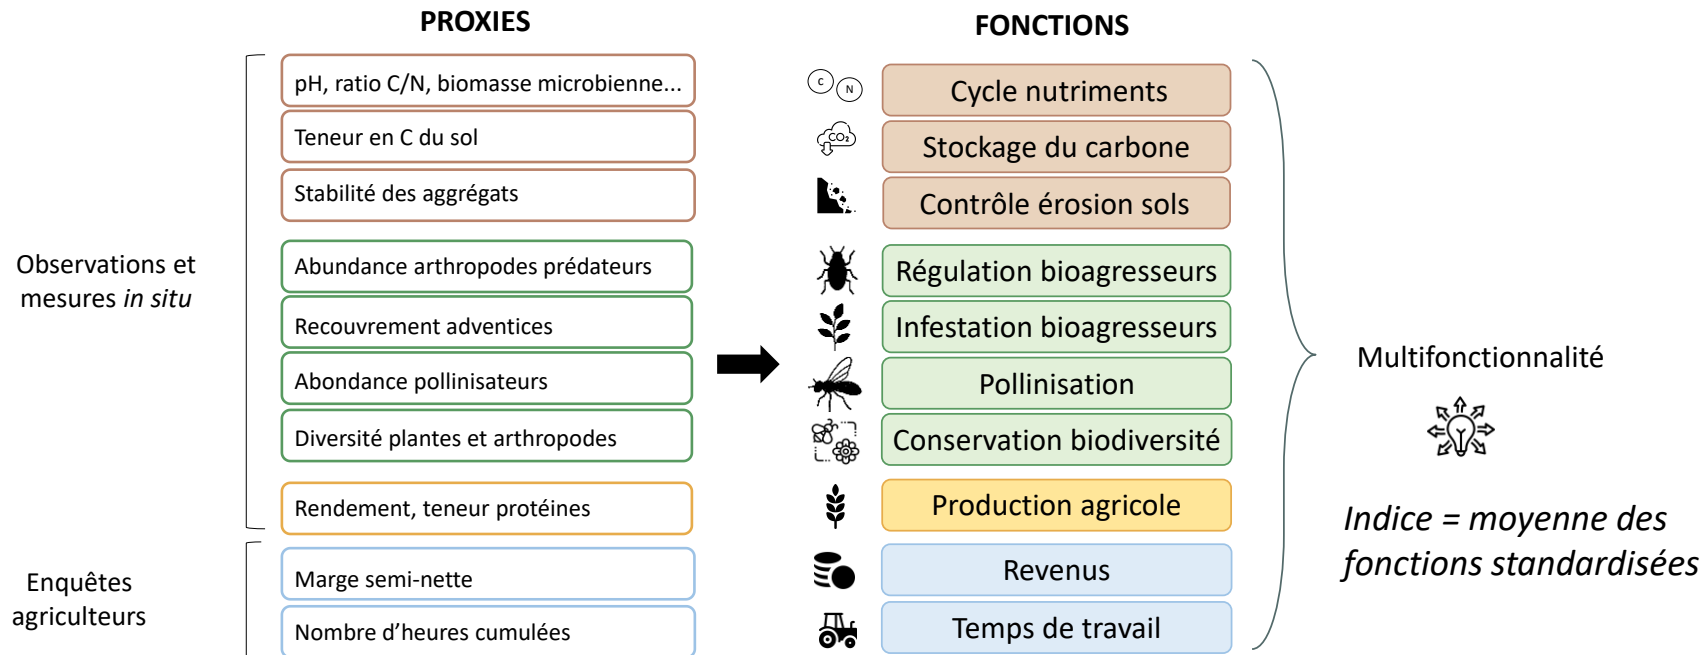 PROXIES
FONCTIONS
Observations et
mesures in situ
pH, ratio C/N, biomasse microbienne...
Teneur en C du sol
Stabilité des aggrégats
Abundance arthropodes prédateurs
Recouvrement adventices
Abondance pollinisateurs
Diversité plantes et arthropodes
Rendement, teneur protéines
Enquêtes
agriculteurs
Marge semi-nette
Nombre d'heures cumulées
C
N
Cycle nutriments
CO2
Stockage du carbone
Contrôle érosion sols
Régulation bioagresseurs
Infestation bioagresseurs
Pollinisation
Conservation biodiversité
Production agricole
Revenus
Temps de travail
Multifonctionnalité
Indice = moyenne des
fonctions standardisées